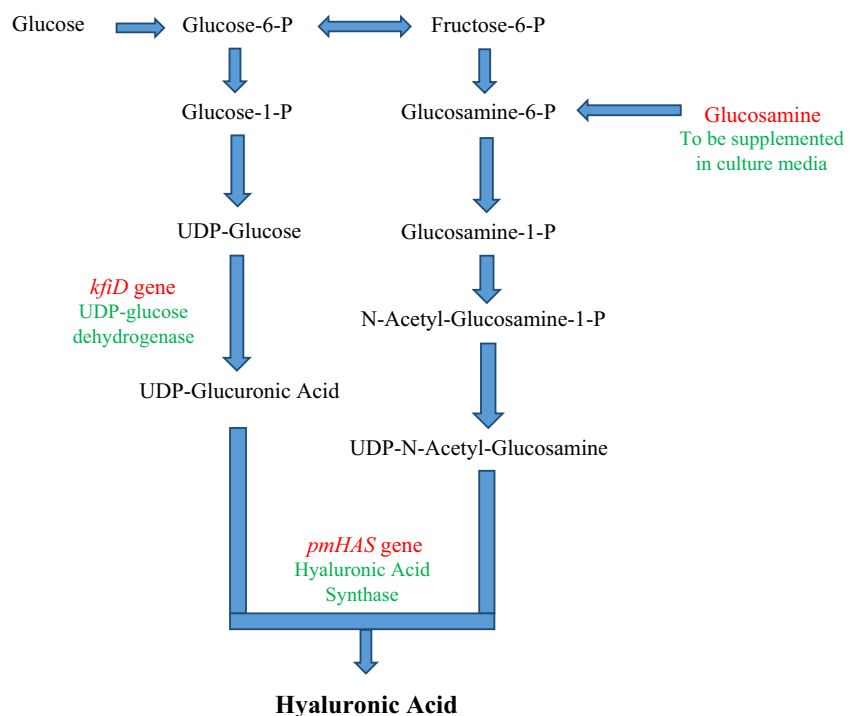 Glucose
Glucose-6-P
Fructose-6-P
Glucose-1-P
Glucosamine-6-P
Glucosamine
To be supplemented
in culture media
UDP-Glucose
Glucosamine-1-P
kfiD gene
UDP-glucose
dehydrogenase
N-Acetyl-Glucosamine-1-P
UDP-Glucuronic Acid
UDP-N-Acetyl-Glucosamine
pmHAS gene
Hyaluronic Acid
Synthase
Hyaluronic Acid